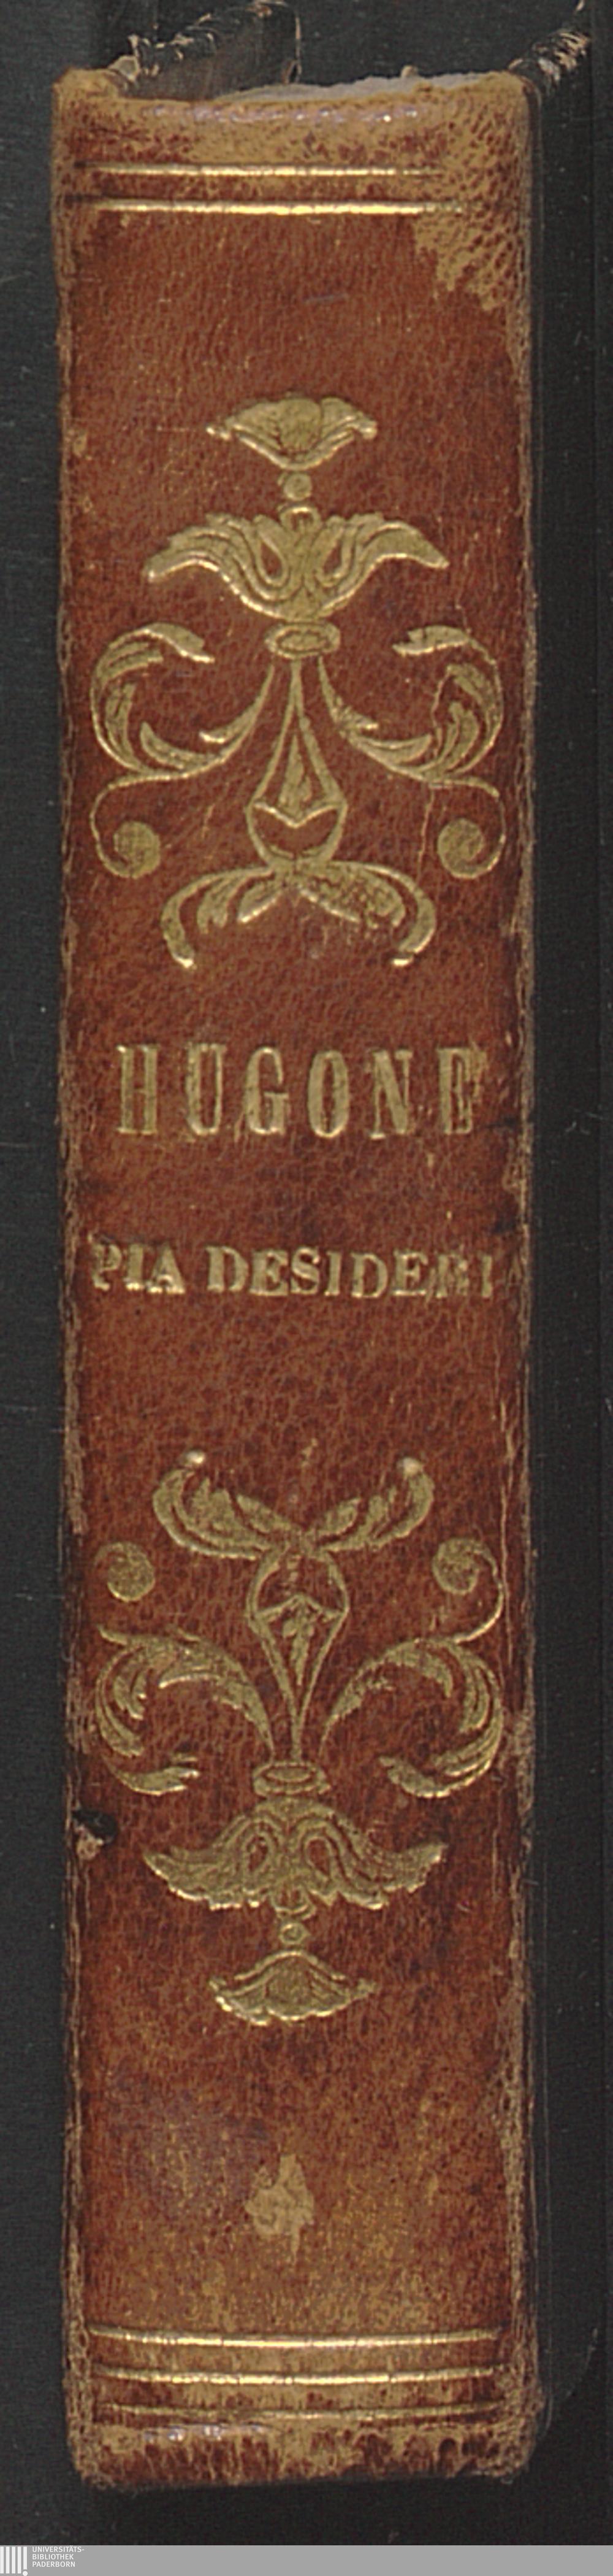 HUGONE
PIA DESIDERI
UNIVERSITÄTS-
BIBLIOTHEK
PADERBORN